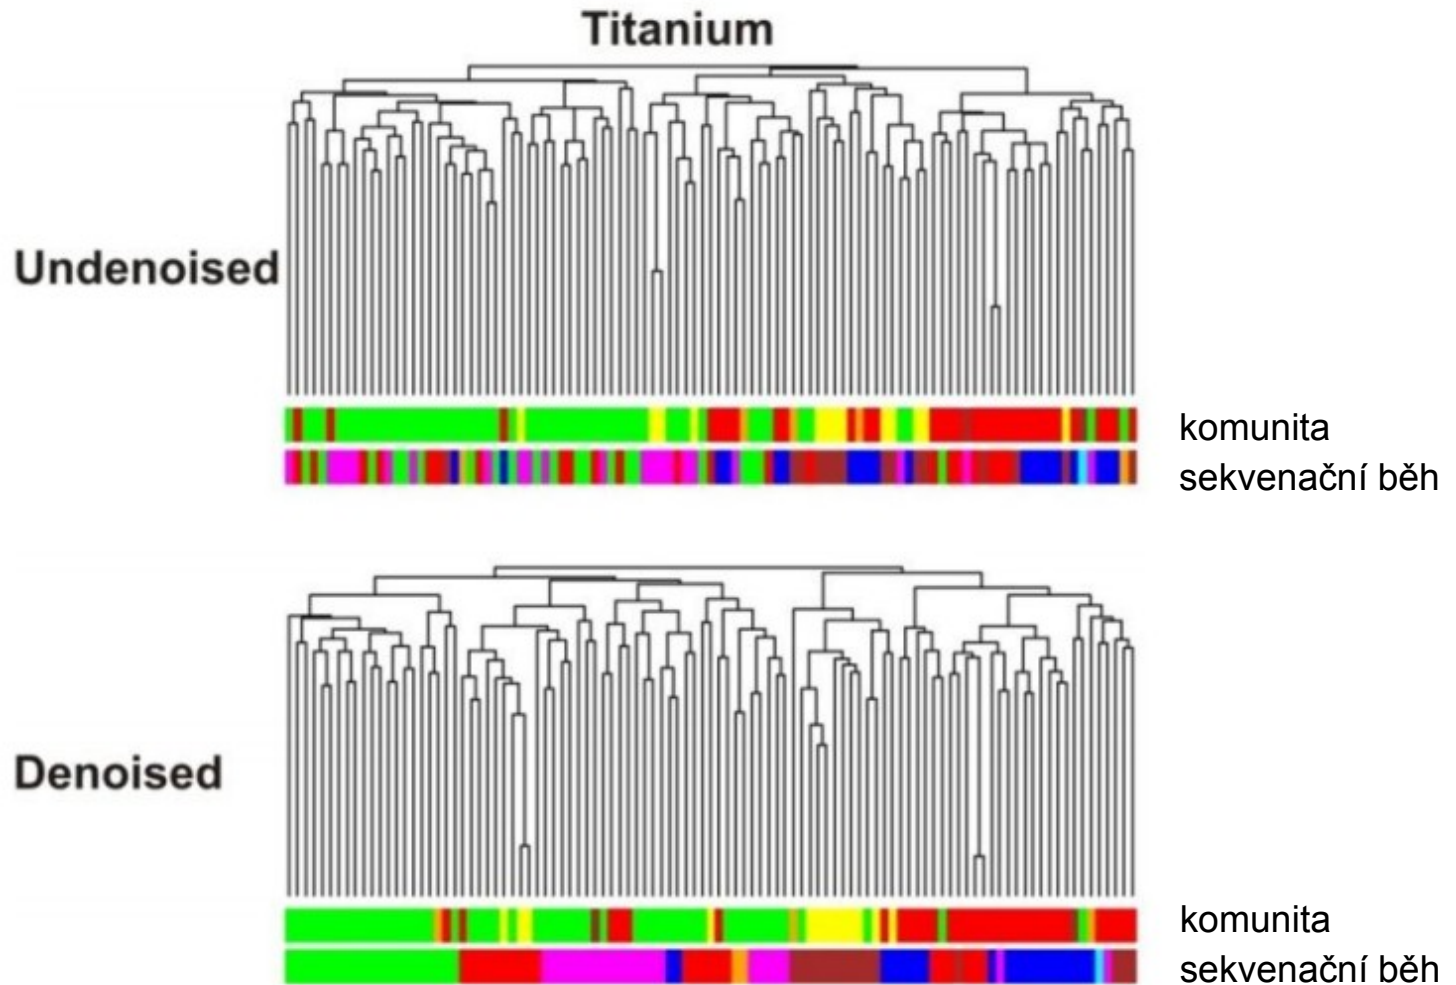 Titanium
Undenoised
komunita
sekvenační běh
Denoised
komunita
sekvenační běh